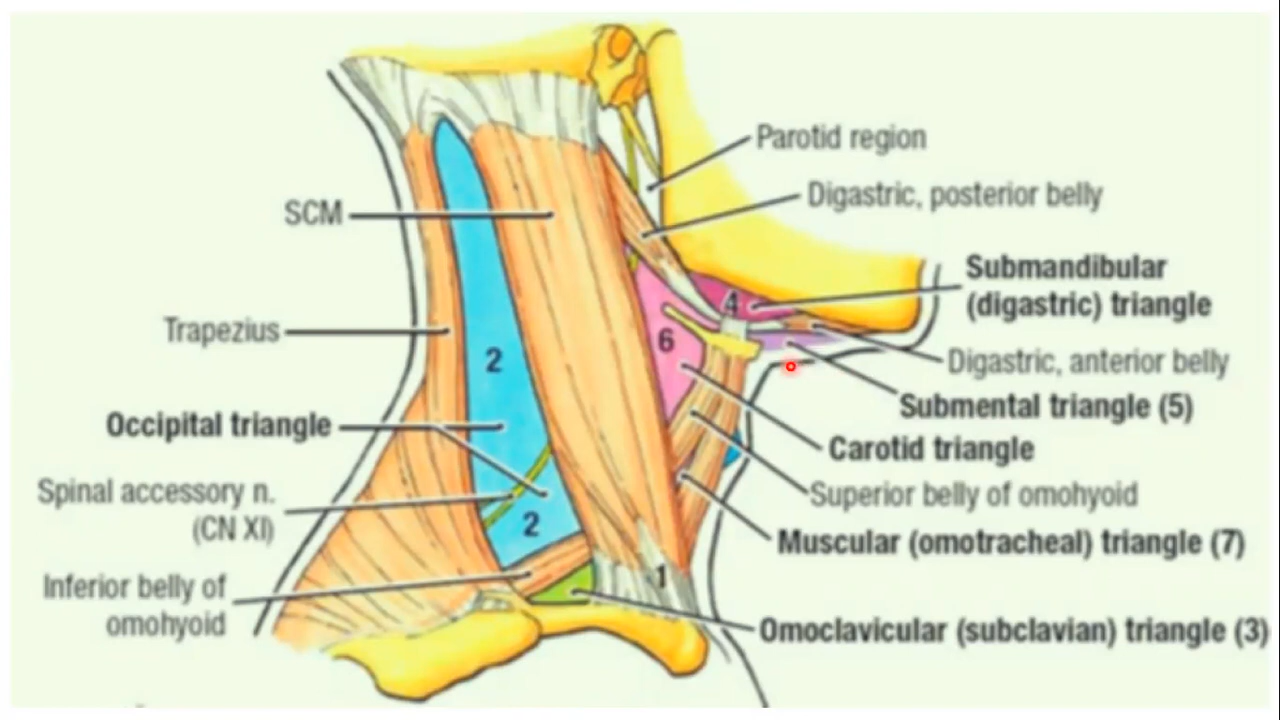 Parotid region
Digastric, posterior belly
SCM
Submandibular
(digastric) triangle
4
Trapezius
6
2
Digastric, anterior belly
Submental triangle (5)
Occipital triangle
Carotid triangle
Spinal accessory n.
(CN XI)
Superior belly of omohyoid
2
Muscular (omotracheal) triangle (7)
1
Inferior belly of
omohyoid
Omoclavicular (subclavian) triangle (3)